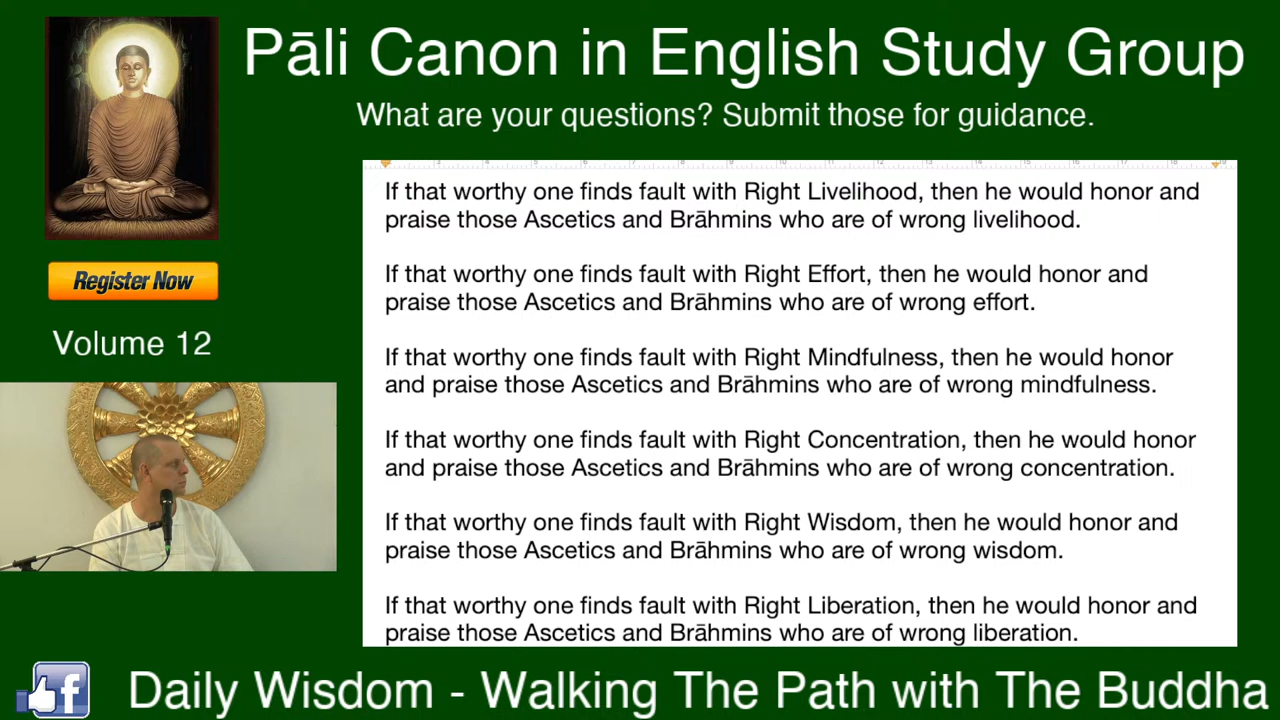 Pāli Canon in English Study Group
What are your questions? Submit those for guidance.
If that worthy one finds fault with Right Livelihood, then he would honor and
praise those Ascetics and Brāhmins who are of wrong livelihood.
If that worthy one finds fault with Right Effort, then he would honor and
praise those Ascetics and Brāhmins who are of wrong effort.
If that worthy one finds fault with Right Mindfulness, then he would honor
and praise those Ascetics and Brāhmins who are of wrong mindfulness.
If that worthy one finds fault with Right Concentration, then he would honor
and praise those Ascetics and Brāhmins who are of wrong concentration.
If that worthy one finds fault with Right Wisdom, then he would honor and
praise those Ascetics and Brāhmins who are of wrong wisdom.
If that worthy one finds fault with Right Liberation, then he would honor and
praise those Ascetics and Brāhmins who are of wrong liberation.
Register Now
Volume 12
f
Daily Wisdom - Walking The Path with The Buddha